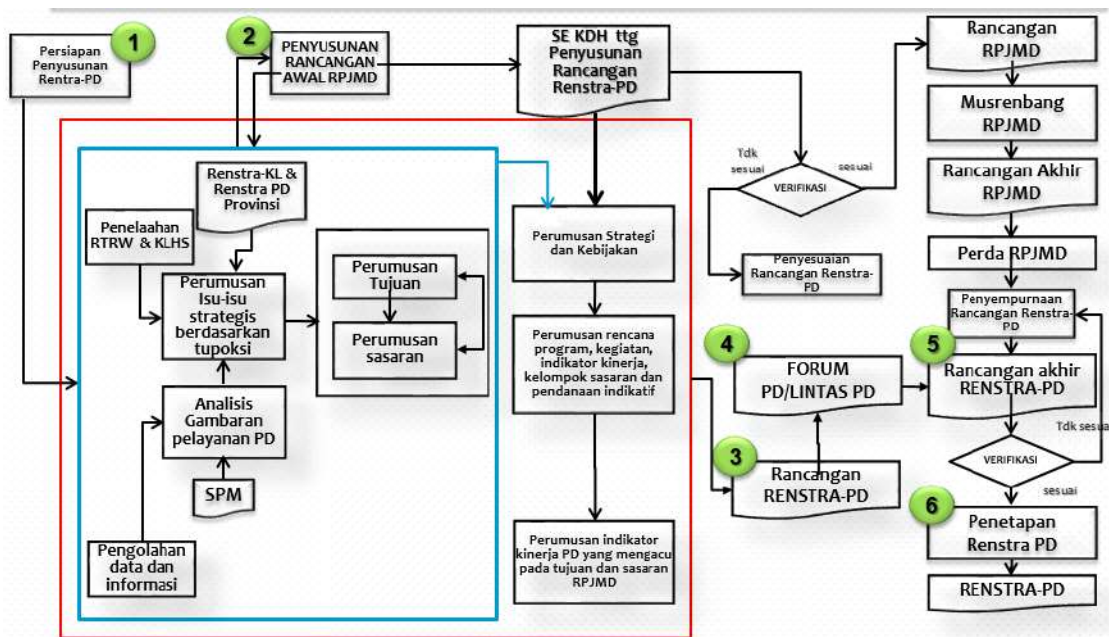 1
Persiapan
Penyusunan
Rentra-PD
2
PENYUSUNAN
RANCANGAN
AWAL RPJMD
SE KDH ttg
Penyusunan
Rancangan
Renstra-PD
Rancangan
RPJMD
Musrenbang
RPJMD
Rancangan Akhir
RPJMD
Perda RPJMD
Tdk
sesuai
VERIFIKASI
sesuai
Penyesuaian
Rancangan Renstra-
PD
Renstra-KL &
Renstra PD
Provinsi
Penelaahan
RTRW & KLHS
Perumusan
Isu-isu
strategis
berdasarkan
tupoksi
Analisis
Gambaran
pelayanan PD
SPM
Pengolahan
data dan
informasi
Perumusan
Tujuan
Perumusan
sasaran
Perumusan Strategi
dan Kebijakan
Perumusan rencana
program, kegiatan,
indikator kinerja,
kelompok sasaran dan
pendanaan indikatif
Perumusan indikator
kinerja PD yang mengacu
pada tujuan dan sasaran
RPJMD
3
Rancangan
RENSTRA-PD
4
FORUM
PD/LINTAS PD
Penyempurnaan
Rancangan Renstra-
PD
5
Rancangan akhir
RENSTRA-PD
Tdk sesuai
VERIFIKASI
sesuai
6
Penetapan
Renstra PD
RENSTRA-PD